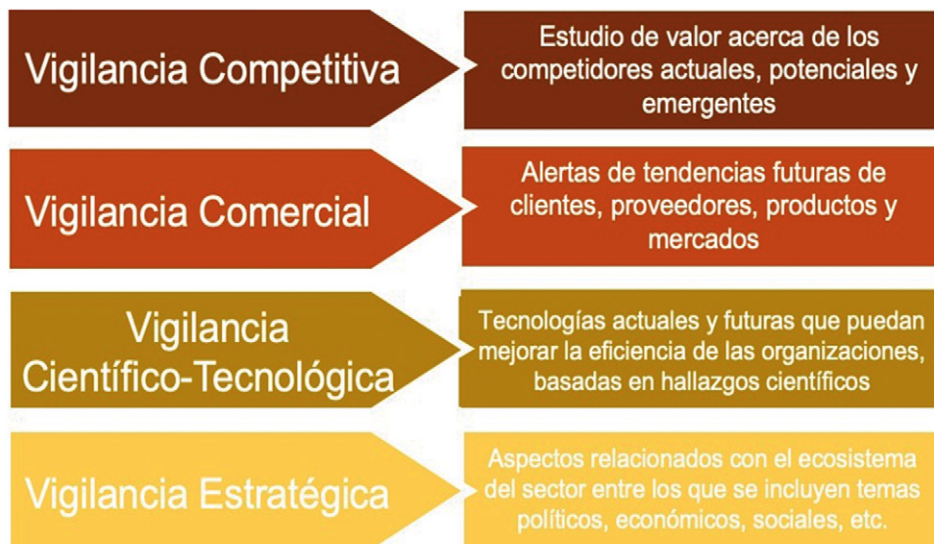 Vigilancia Competitiva
Estudio de valor acerca de los
competidores actuales, potenciales y
emergentes
Vigilancia Comercial
Alertas de tendencias futuras de
clientes, proveedores, productos y
mercados
Vigilancia
Científico-Tecnológica
Tecnologías actuales y futuras que puedan
mejorar la eficiencia de las organizaciones,
basadas en hallazgos científicos
Vigilancia Estratégica
Aspectos relacionados con el ecosistema
del sector entre los que se incluyen temas
políticos, económicos, sociales, etc.